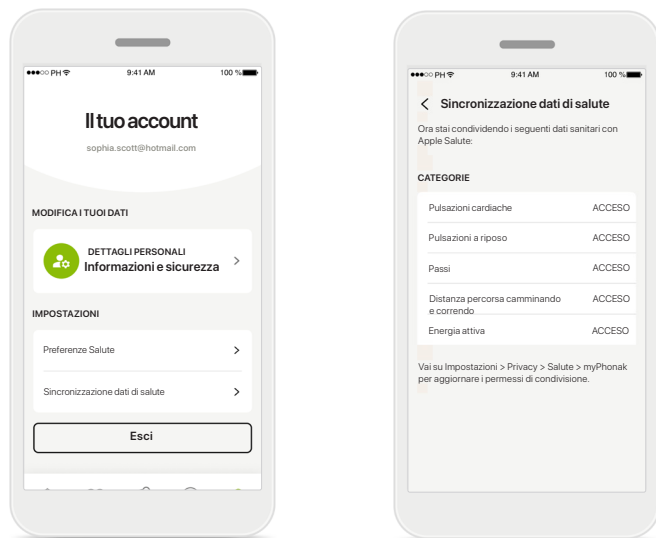 PH
9:41 AM
100 %
Il tuo account
sophia.scott@hotmail.com
MODIFICA I TUOI DATI
DETTAGLI PERSONALI
Informazioni e sicurezza
IMPOSTAZIONI
Preferenze Salute
Sincronizzazione dati di salute
Esci
PH
9:41 AM
100 %
Sincronizzazione dati di salute
Ora stai condividendo i seguenti dati sanitari con
Apple Salute:
CATEGORIE
Pulsazioni cardiache ACCESO
Pulsazioni a riposo ACCESO
Passi ACCESO
Distanza percorsa camminando ACCESO
e correndo
Energia attiva ACCESO
Vai su Impostazioni > Privacy > Salute > myPhonak
per aggiornare i permessi di condivisione.